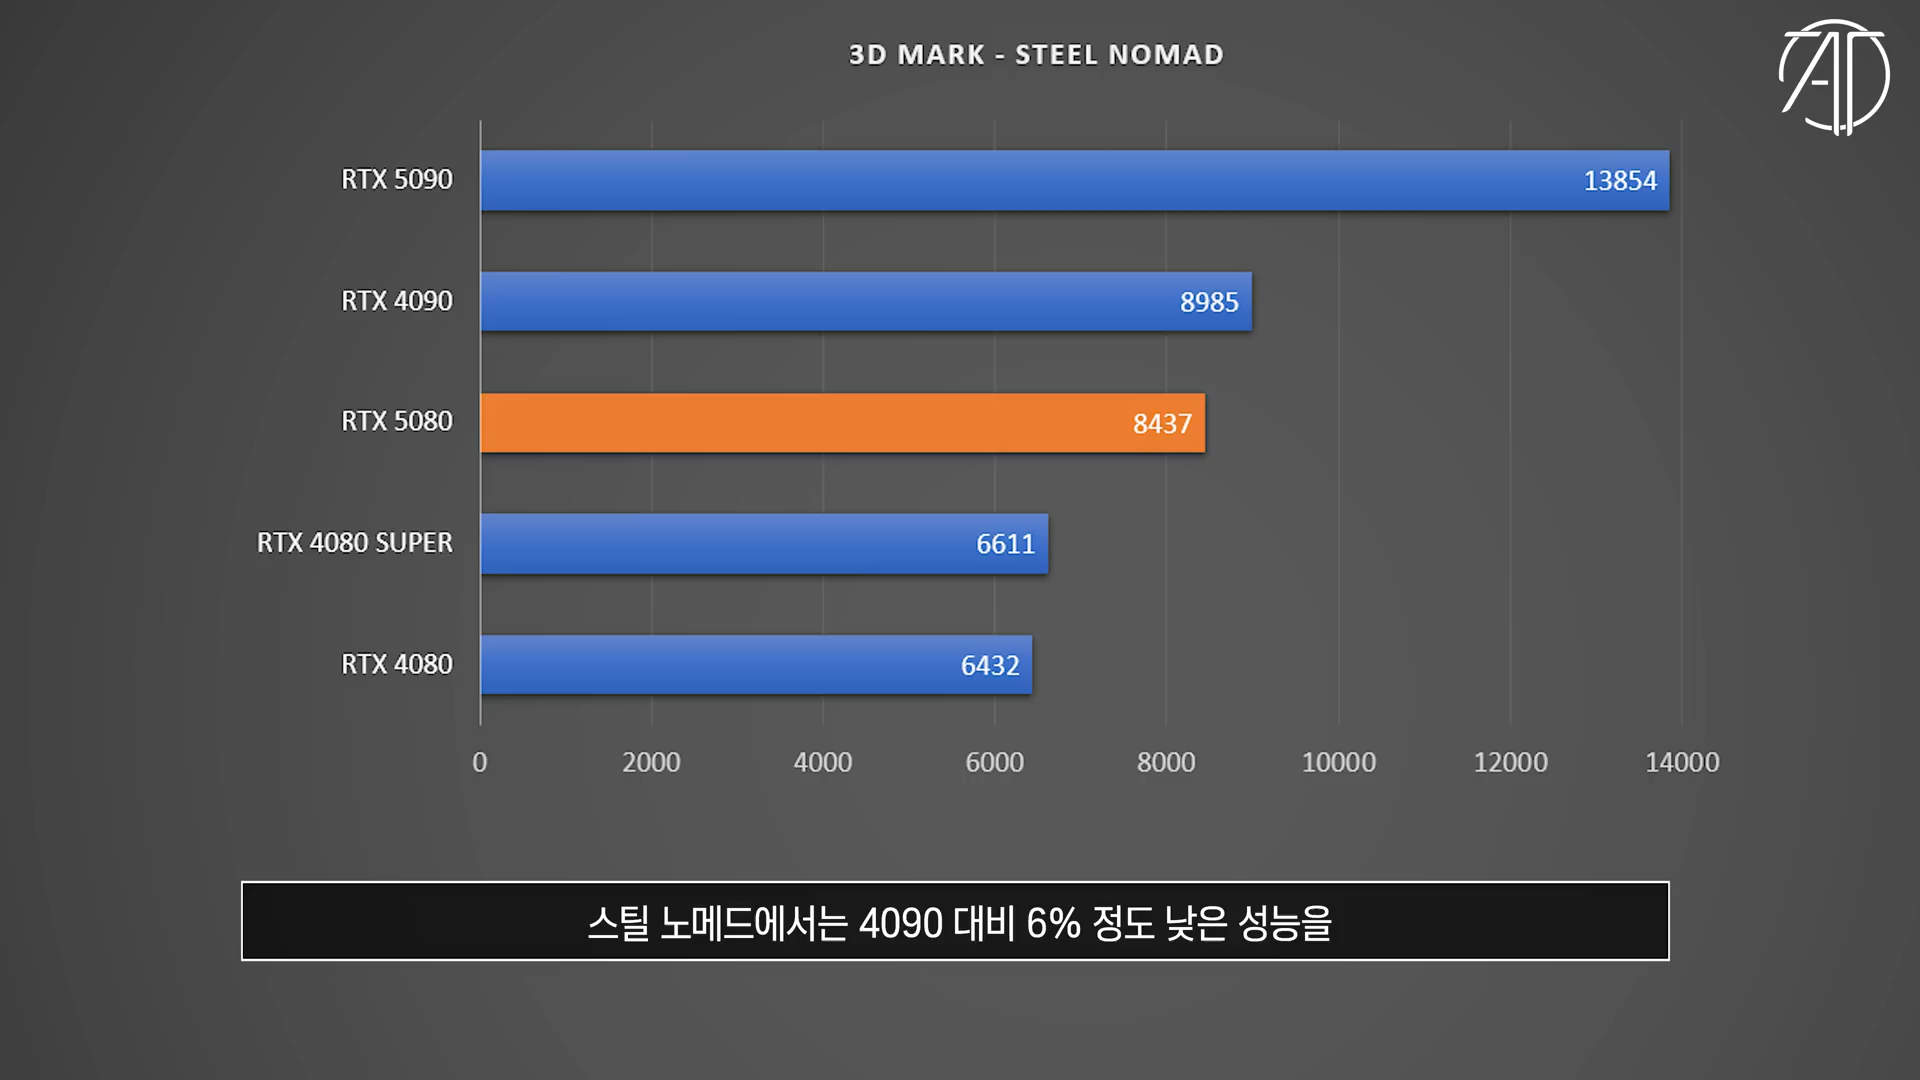 3D MARK - STEEL NOMAD
RTX 5090
13854
RTX 4090
8985
RTX 5080
8437
RTX 4080 SUPER
6611
RTX 4080
6432
0 2000 4000 6000 8000 10000 12000 14000
스틸 노메드에서는 4090 대비 6% 정도 낮은 성능을